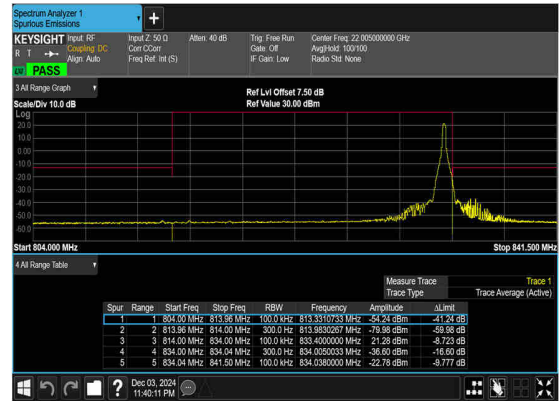 Spectrum Analyzer 1
Spurious Emissions
KEYSIGHT Input: RF Input Z: 50 Ω Atten: 40 dB Trig: Free Run Center Freq: 22.005000000 GHz
R T Coupling: DC Corr CCorr Gate: Off Avg|Hold: 100/100
Align: Auto Freq Ref: Int (S) IF Gain: Low Radio Std: None
PASS
3 All Range Graph
Ref Lvl Offset 7.50 dB
Scale/Div 10.0 dB Ref Value 30.00 dBm
Log
20.0
10.0
0.00
-10.0
-20.0
-30.0
-40.0
-50.0
-60.0
Start 804.000 MHz Stop 841.500 MHz
4 All Range Table
Measure Trace Trace 1
Trace Type Trace Average (Active)
Spur Range Start Freq Stop Freq RBW Frequency Amplitude ΔLimit
1 1 804.00 MHz 813.96 MHz 100.0 kHz 813.3310733 MHz -54.24 dBm -41.24 dB
2 2 813.96 MHz 814.00 MHz 300.0 Hz 813.9830267 MHz -79.98 dBm -59.98 dB
3 3 814.00 MHz 834.00 MHz 100.0 kHz 833.4000000 MHz 21.28 dBm -8.723 dB
4 4 834.00 MHz 834.04 MHz 300.0 Hz 834.0050033 MHz -36.60 dBm -16.60 dB
5 5 834.04 MHz 841.50 MHz 100.0 kHz 834.0380000 MHz -22.78 dBm -9.777 dB
?
Dec 03, 2024
11:40:11 PM